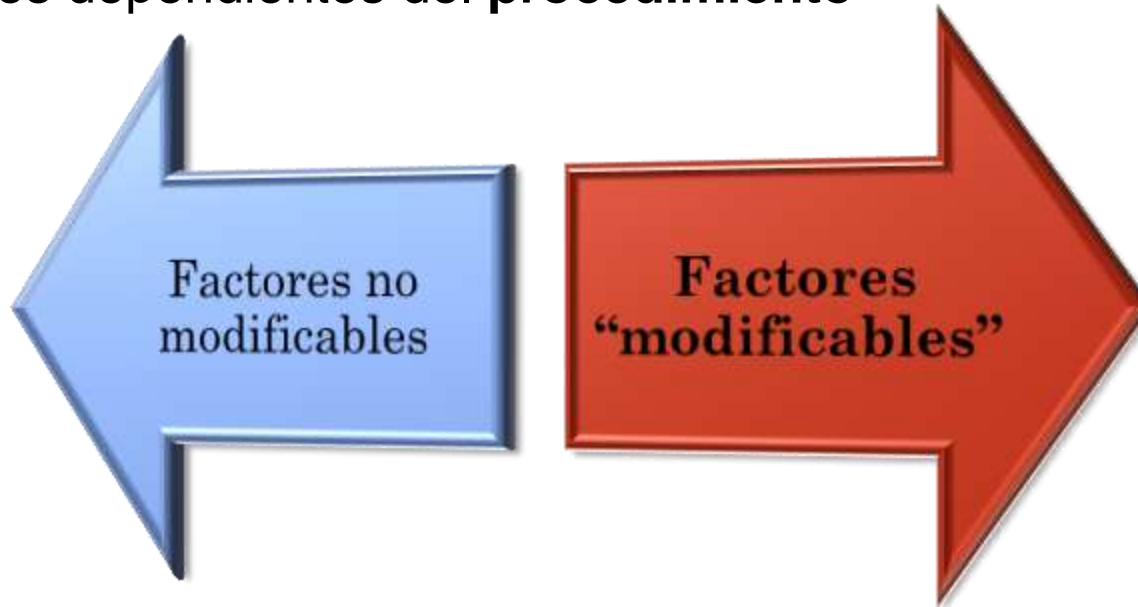 dependientes del procedimiento
Factores no
modificables
Factores
“modificables”